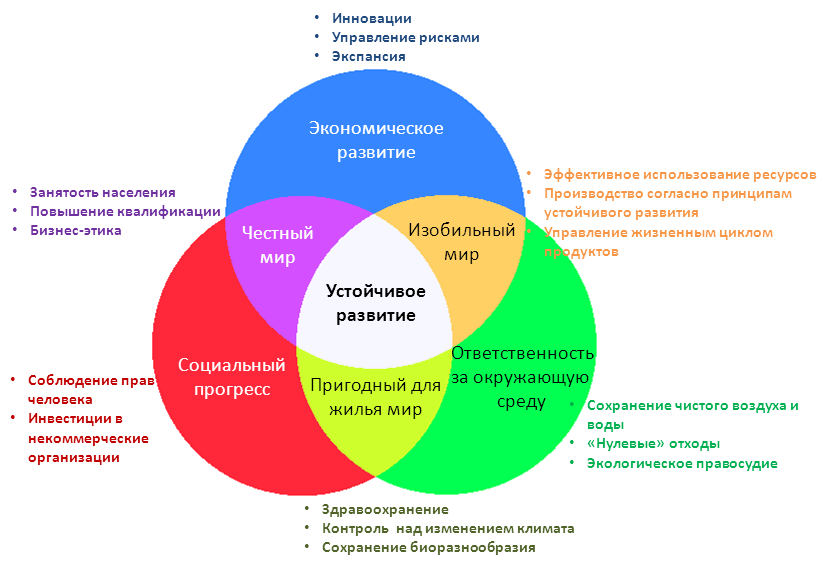 • Инновации
• Управление рисками
• Экспансия
Экономическое
развитие
• Занятость населения
• Повышение квалификации
• Бизнес-этика
• Эффективное использование ресурсов
• Производство согласно принципам
устойчивого развития
• Управление жизненным циклом
продуктов
Честный
мир
Изобильный
мир
Устойчивое
развитие
Социальный
прогресс
Пригодный для
жилья мир
Ответственность
за окружающую
среду
• Соблюдение прав
человека
• Инвестиции в
некоммерческие
организации
• Сохранение чистого воздуха и
воды
• «Нулевые» отходы
• Экологическое правосудие
• Здравоохранение
• Контроль  над изменением климата
• Сохранение биоразнообразия